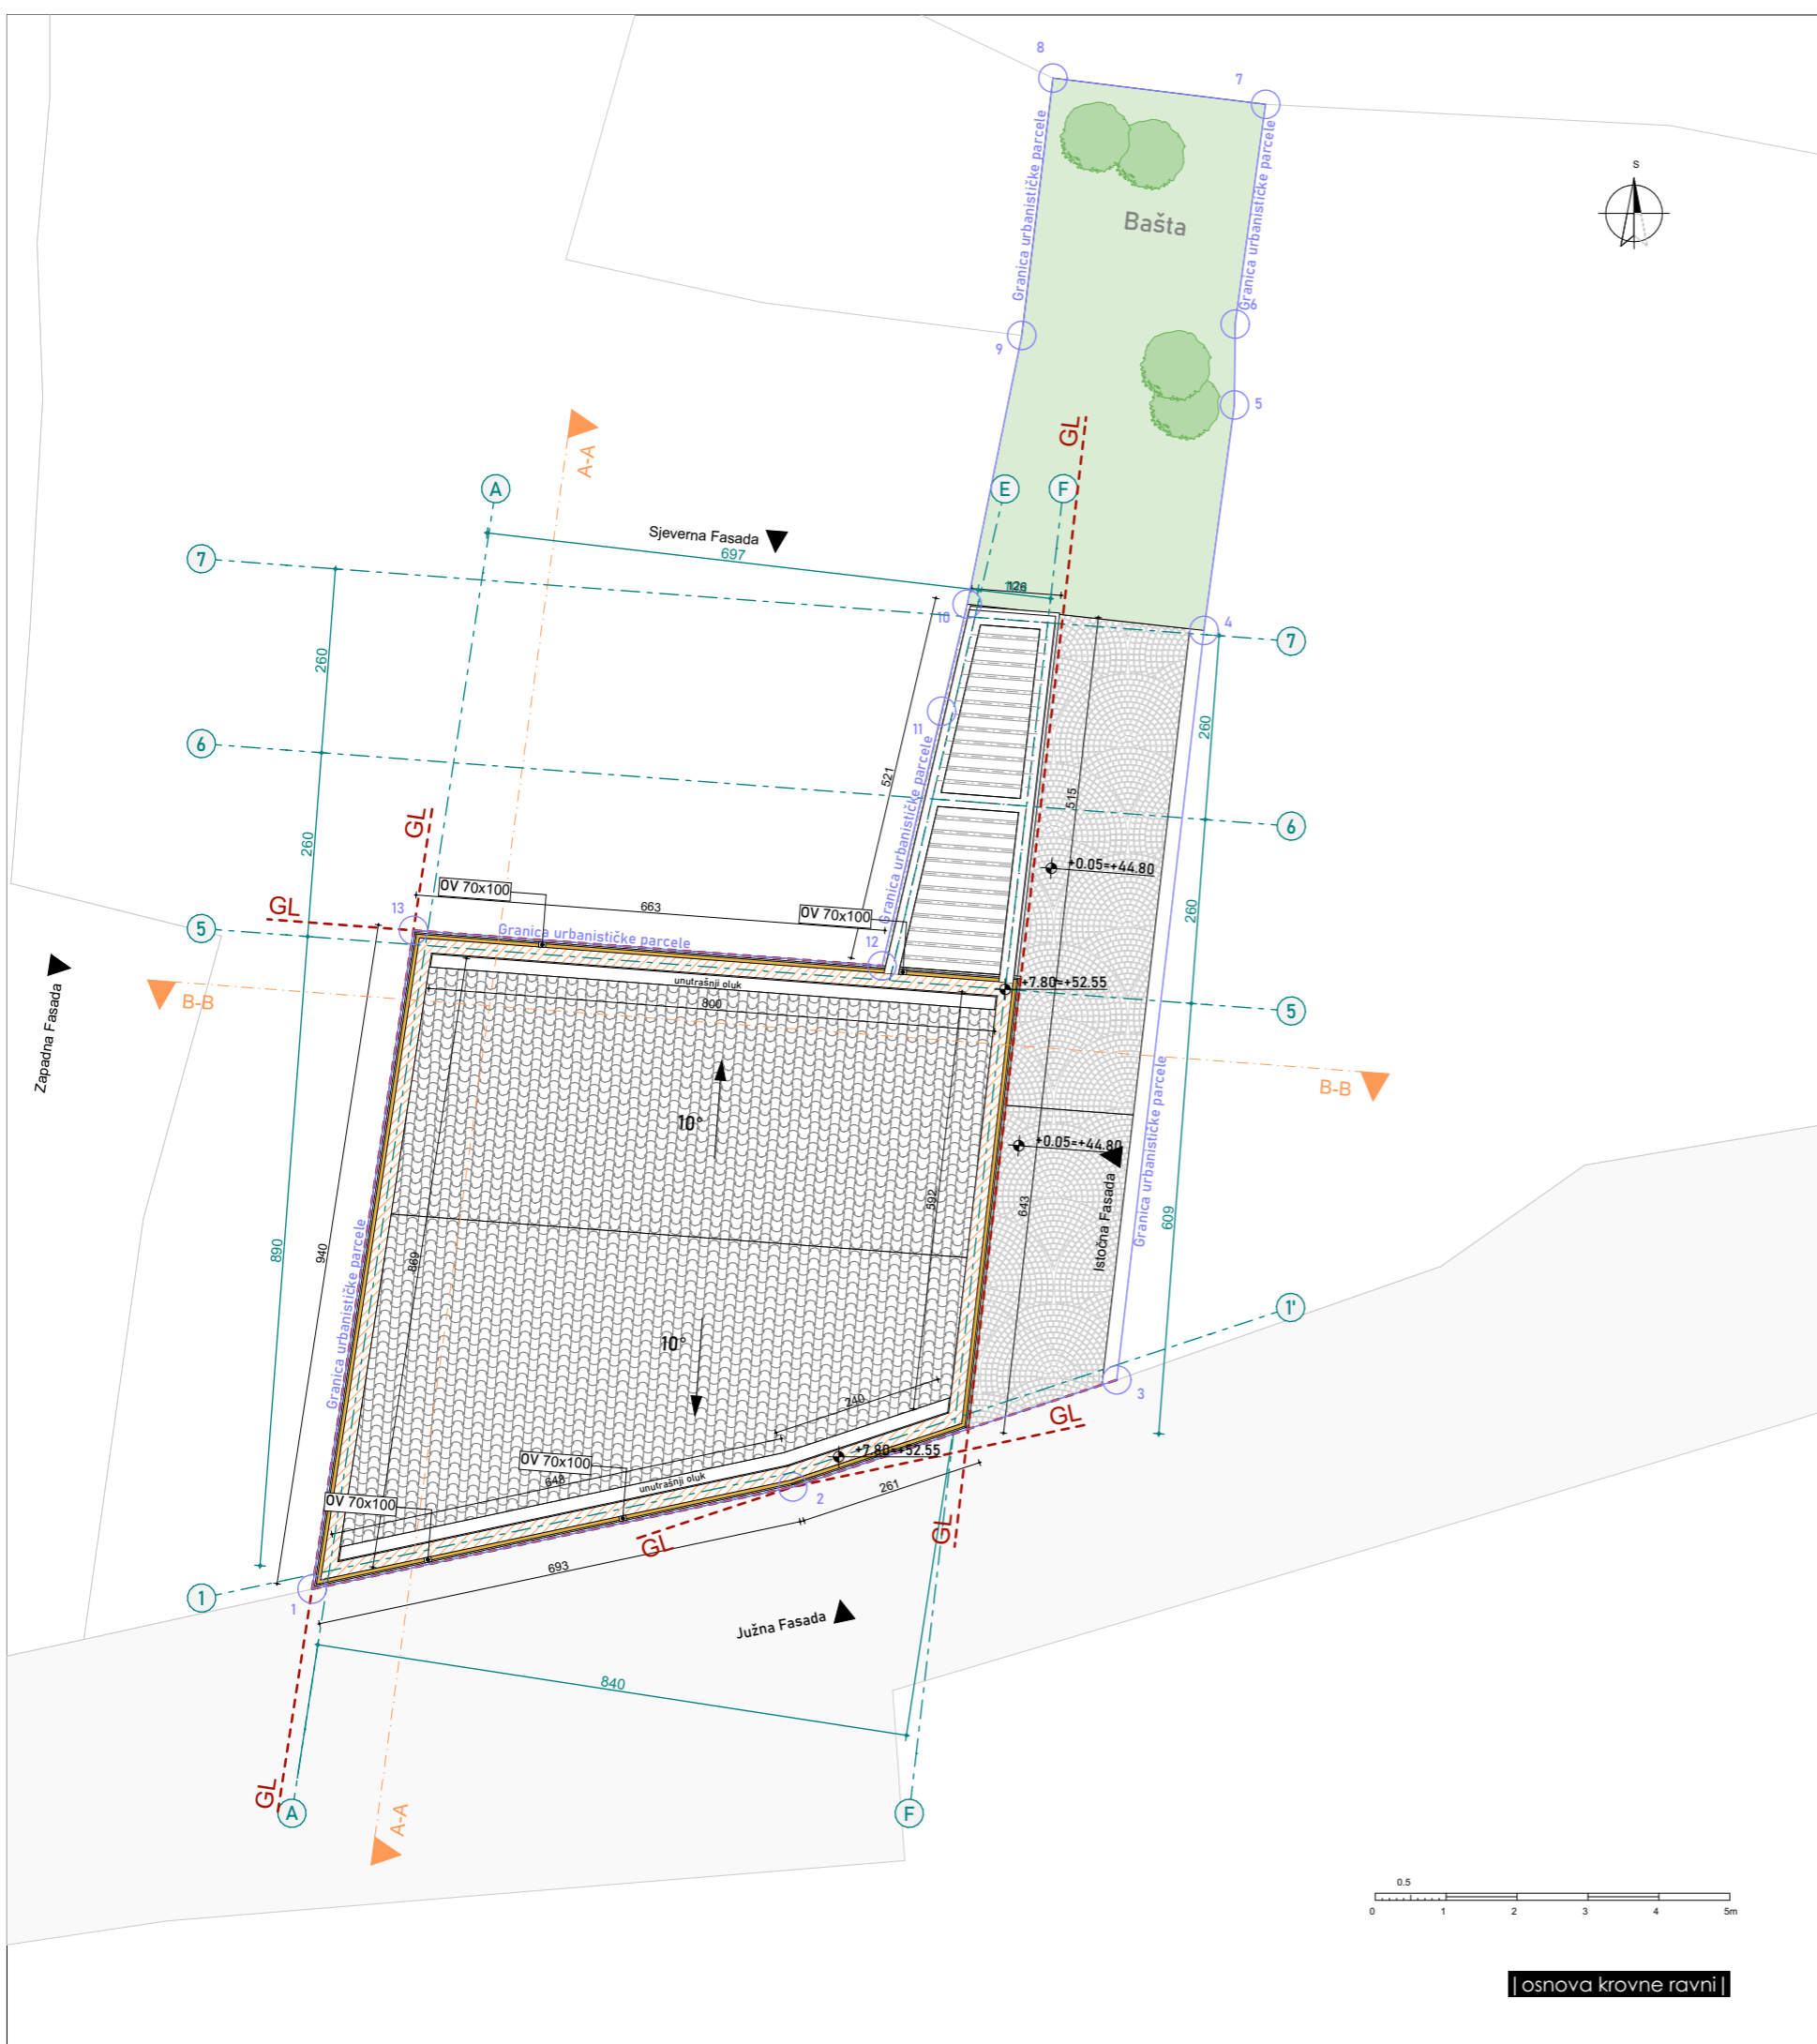 8
7
Granica urbanističke parcele
Granica urbanističke parcele
S
Bašta
6
9
5
GL
A-A
A
E
F
Sjeverna Fasada
697
7
126
10
4
7
260
260
11
521
515
6
6
260
Granica urbanističke parcele
GL
+0.05=+44.80
OV 70x100
663
OV 70x100
260
GL
13
5
Granica urbanističke parcele
12
unutrašnji oluk
+7.80=+52.55
800
5
Zapadna Fasada
B-B
B-B
10°
+0.05=+44.80
Istočna Fasada
Granica urbanističke parcele
592
643
609
890
940
869
Granica urbanističke parcele
1'
10°
240
3
GL
+7.80=+52.55
OV 70x100
648
unutrašnji oluk
2
261
OV 70x100
GL
GL
693
1
1
Južna Fasada
840
GL
A
A-A
F
0.5
0 1 2 3 4 5m
|osnova krovne ravni|